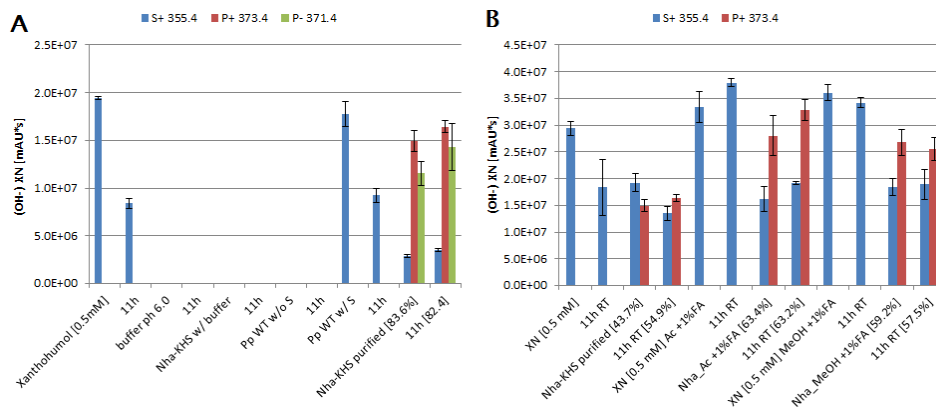 A
S+ 355.4 P+ 373.4 P- 371.4
(OH-) XN [mAU*s]
2.5E+07
2.0E+07
1.5E+07
1.0E+07
5.0E+06
0.0E+00
Xanthohumol [0.5mM]
11h
buffer ph 6.0
11h
Nha-KHS w/ buffer
11h
Pp WT w/o S
11h
Pp WT w/ S
11h
Nha-KHS purified [83.6%]
11h [82.4]
B
S+ 355.4 P+ 373.4
(OH-) XN [mAU*s]
4.5E+07
4.0E+07
3.5E+07
3.0E+07
2.5E+07
2.0E+07
1.5E+07
1.0E+07
5.0E+06
0.0E+00
XN [0.5 mM]
11h RT
Nha-KHS purified [43.7%]
11h RT [54.9%]
XN [0.5 mM] Ac +1%FA
11h RT
Nha_Ac +1%FA [63.4%]
11h RT [63.2%]
XN [0.5 mM] MeOH +1%FA
11h RT
Nha_MeOH +1%FA [59.2%]
11h RT [57.5%]